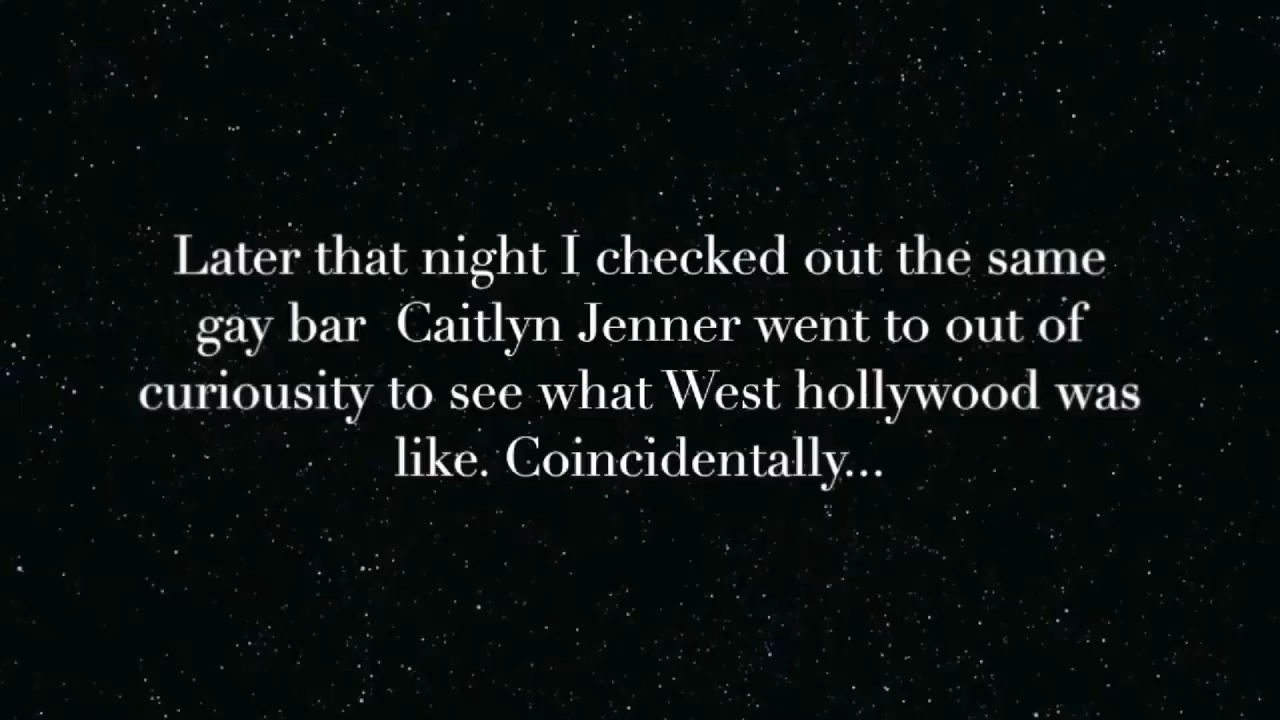 Later that night I checked out the same
gay bar  Caitlyn Jenner went to out of
curiousity to see what West hollywood was
like. Coincidentally...